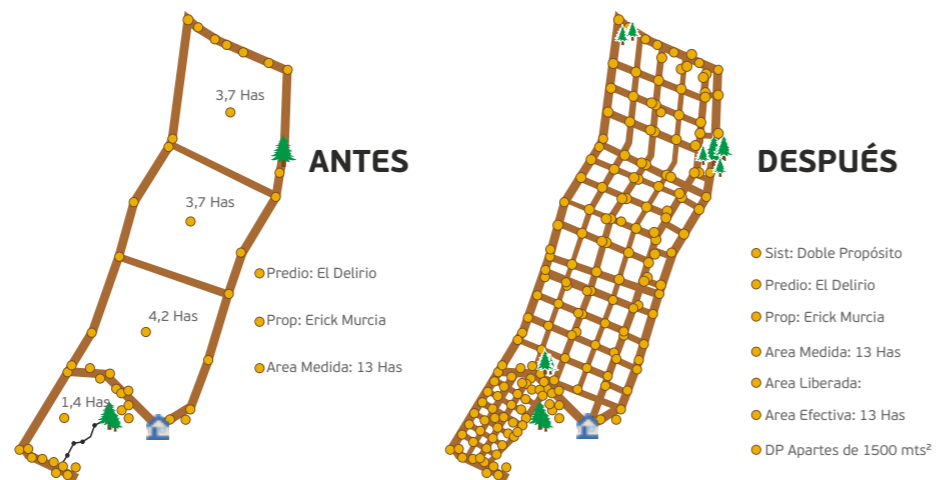 3,7 Has
ANTES
3,7 Has
Predio: El Delirio
4,2 Has
Prop: Erick Murcia
Area Medida: 13 Has
1,4 Has
DESPUÉS
Sist: Doble Propósito
Predio: El Delirio
Prop: Erick Murcia
Area Medida: 13 Has
Area Liberada:
Area Efectiva: 13 Has
DP Apartes de 1500 mts²